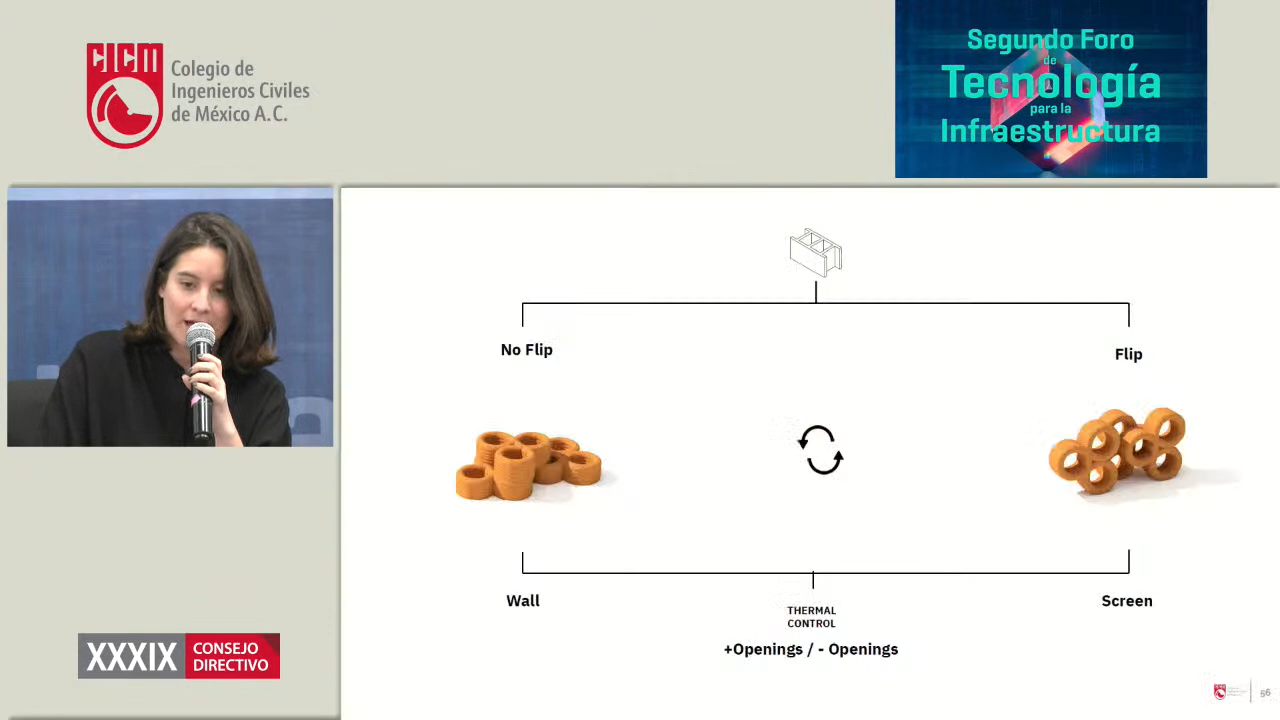 CICM
Colegio de
Ingenieros Civiles
de México A.C.
Segundo Foro
de
Tecnología
para la
Infraestructura
No Flip
Flip
Wall
Screen
THERMAL
CONTROL
+Openings / - Openings
XXXIX
CONSEJO
DIRECTIVO
56